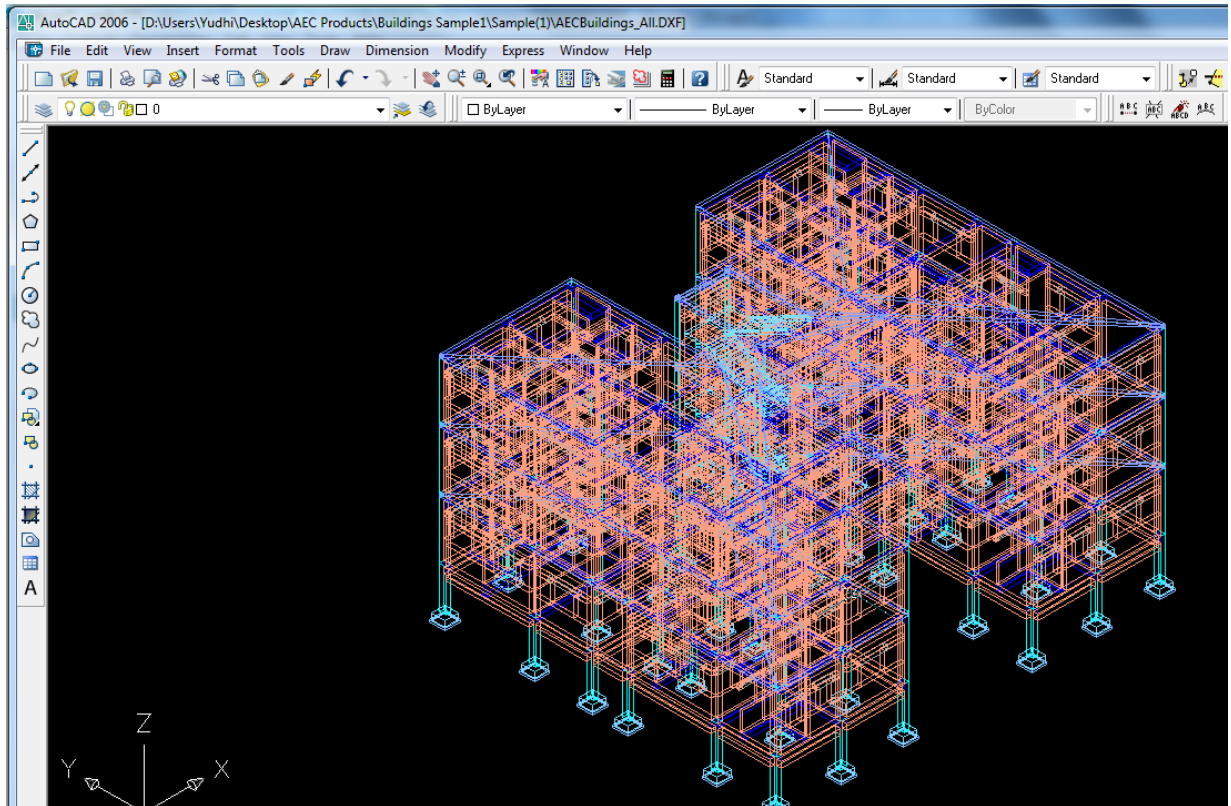 AutoCAD 2006 - [D:\Users\Yudhi\Desktop\AEC Products\Buildings Sample1\Sample(1)\AECBuildings_All.DXF]
File Edit View Insert Format Tools Draw Dimension Modify Express Window Help
Standard Standard Standard
0 ByLayer ByLayer ByLayer ByColor
A
Z
Y X